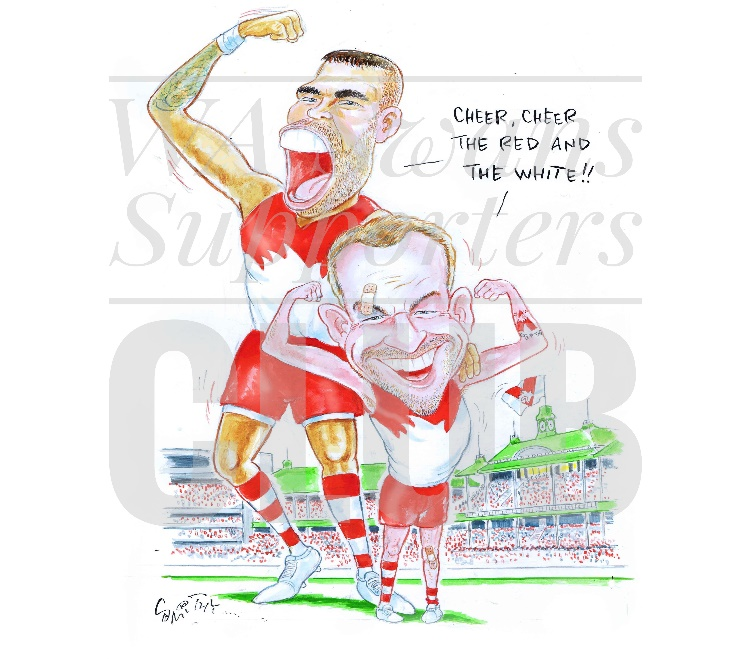 CHEER, CHEER
THE RED AND
THE WHITE!!
WA Swans
Supporters
CLUB